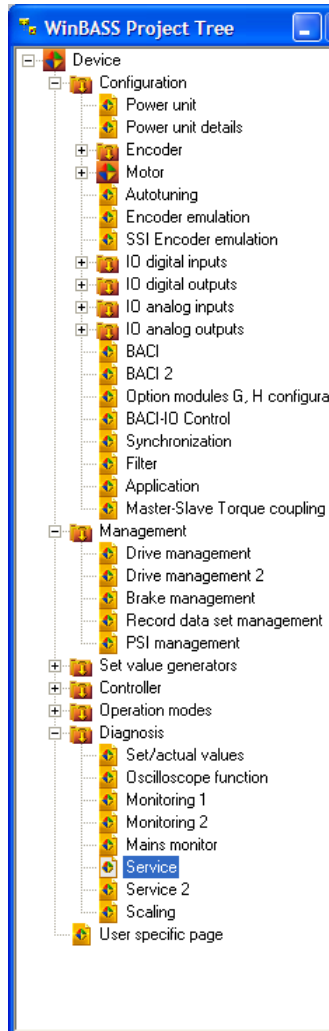 WinBASS Project Tree
Device
Configuration
Power unit
Power unit details
Encoder
Motor
Autotuning
Encoder emulation
SSI Encoder emulation
IO digital inputs
IO digital outputs
IO analog inputs
IO analog outputs
BACI
BACI 2
Option modules G, H configura
BACI-IO Control
Synchronization
Filter
Application
Master-Slave Torque coupling
Management
Drive management
Drive management 2
Brake management
Record data set management
PSI management
Set value generators
Controller
Operation modes
Diagnosis
Set/actual values
Oscilloscope function
Monitoring 1
Monitoring 2
Mains monitor
Service
Service 2
Scaling
User specific page